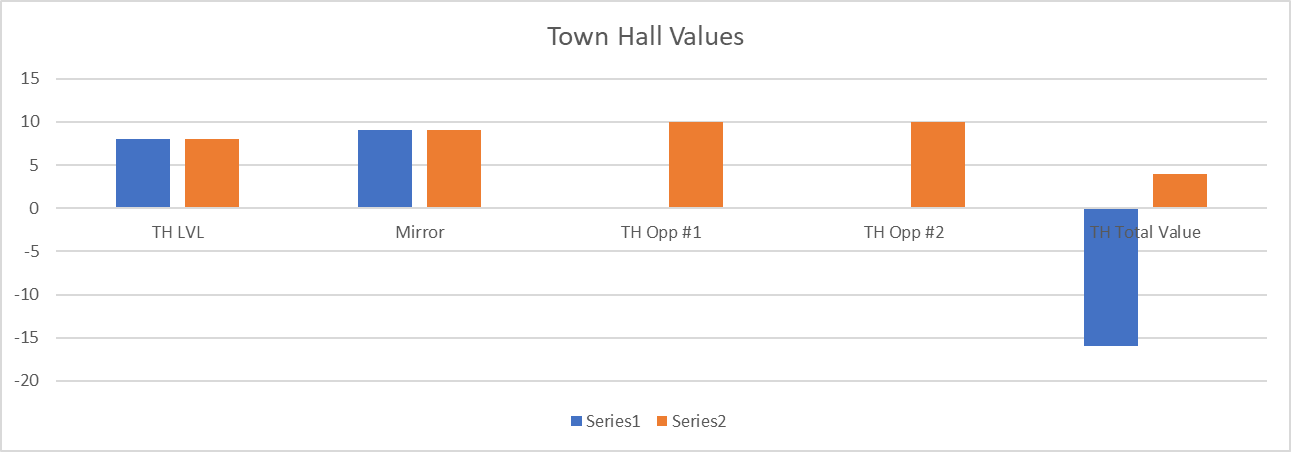 Town Hall Values
15
10
5
0
TH LVL Mirror TH Opp #1 TH Opp #2 TH Total Value
-5
-10
-15
-20
Series1 Series2